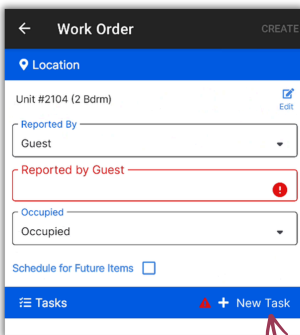 Work Order CREATE
Location
Unit #2104 (2 Bdrm)
Edit
Reported By
Guest
Reported by Guest
Occupied
Occupied
Schedule for Future Items
Tasks + New Task